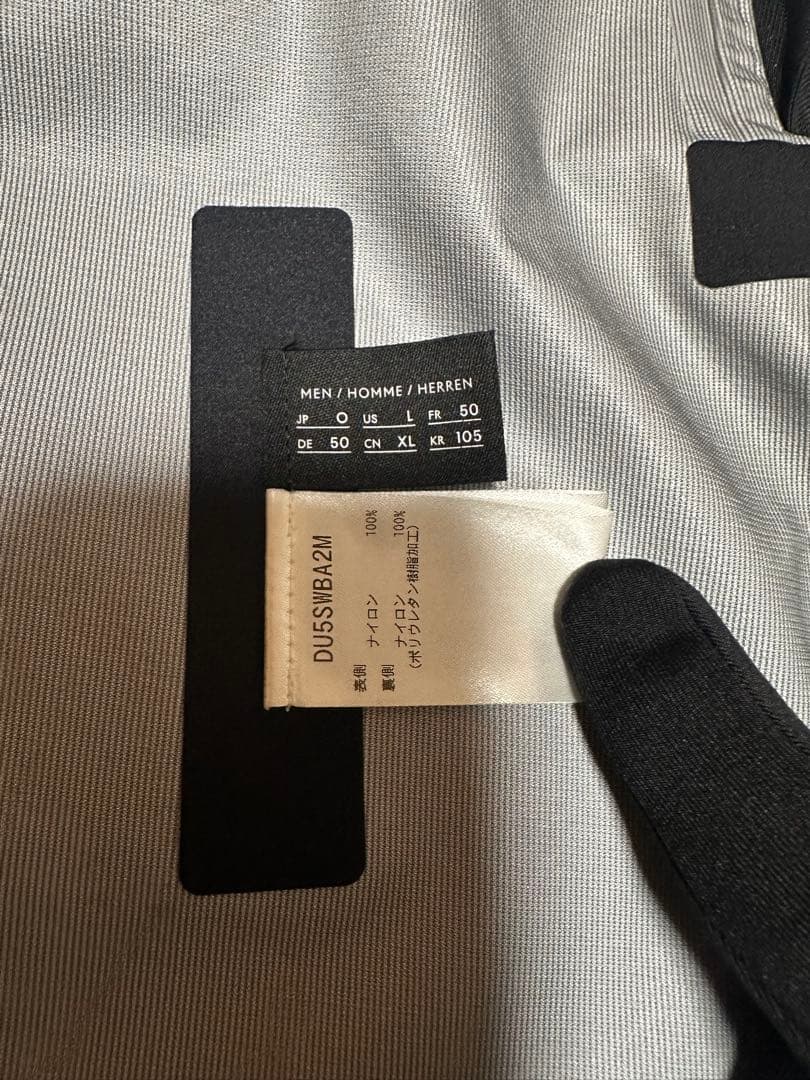 MEN / HOMME / HERREN
JP O US L FR 50
DE 50 CN XL KR 105
DU5SWBA2M
表側 ナイロン 100%
裏側 ナイロン 100%
(ポリウレタン樹脂加工)